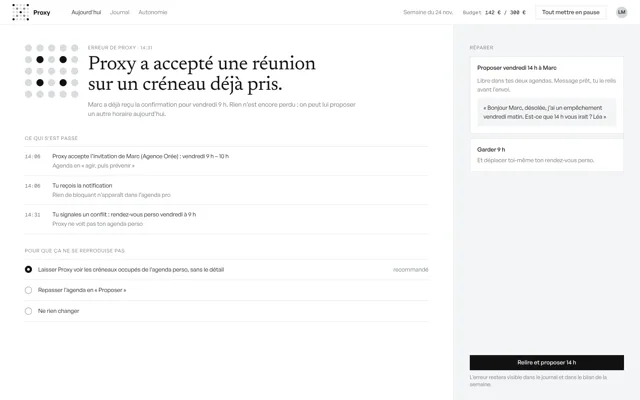 Proxy
Aujourd'hui
Journal
Autonomie
Semaine du 24 nov.
Budget 142 € / 300 €
Tout mettre en pause
LM
ERREUR DE PROXY · 14:31
Proxy a accepté une réunion
sur un créneau déjà pris.
Marc a déjà reçu la confirmation pour vendredi 9 h. Rien n'est encore perdu : on peut lui proposer
un autre horaire aujourd'hui.
CE QUI S'EST PASSÉ
14:06 Proxy accepte l'invitation de Marc (Agence Orée) : vendredi 9 h – 10 h
Agenda en « agir, puis prévenir »
14:06 Tu reçois la notification
Rien de bloquant n'apparaît dans l'agenda pro
14:31 Tu signales un conflit : rendez-vous perso vendredi à 9 h
Proxy ne voit pas ton agenda perso
POUR QUE ÇA NE SE REPRODUISE PAS
Laisser Proxy voir les créneaux occupés de l'agenda perso, sans le détail
recommandé
Repasser l'agenda en « Proposer »
Ne rien changer
RÉPARER
Proposer vendredi 14 h à Marc
Libre dans tes deux agendas. Message prêt, tu le relis
avant l'envoi.
« Bonjour Marc, désolée, j'ai un empêchement
vendredi matin. Est-ce que 14 h vous irait ? Léa »
Garder 9 h
Et déplacer toi-même ton rendez-vous perso.
Relire et proposer 14 h
L'erreur restera visible dans le journal et dans le bilan de la
semaine.